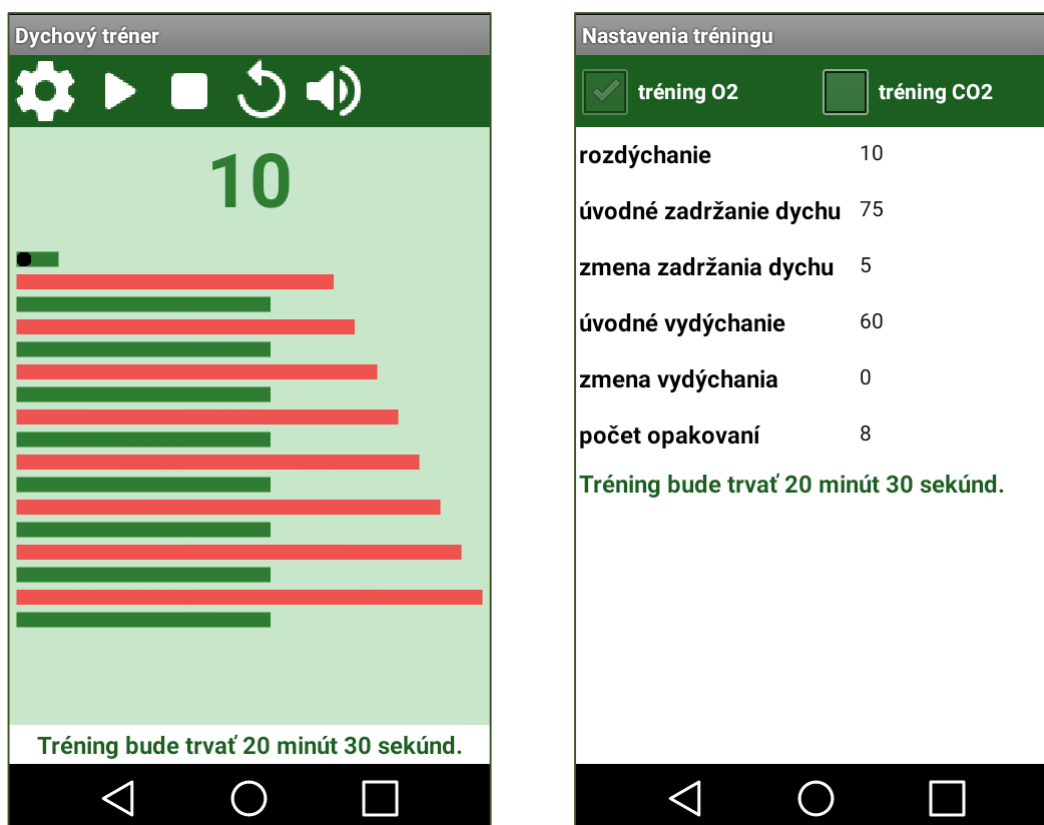 Dychový tréner
10
Tréning bude trvať 20 minút 30 sekúnd.
Nastavenia tréningu
tréning O2 tréning CO2
rozdýchanie 10
úvodné zadržanie dychu 75
zmena zadržania dychu 5
úvodné vydýchanie 60
zmena vydýchania 0
počet opakovaní 8
Tréning bude trvať 20 minút 30 sekúnd.